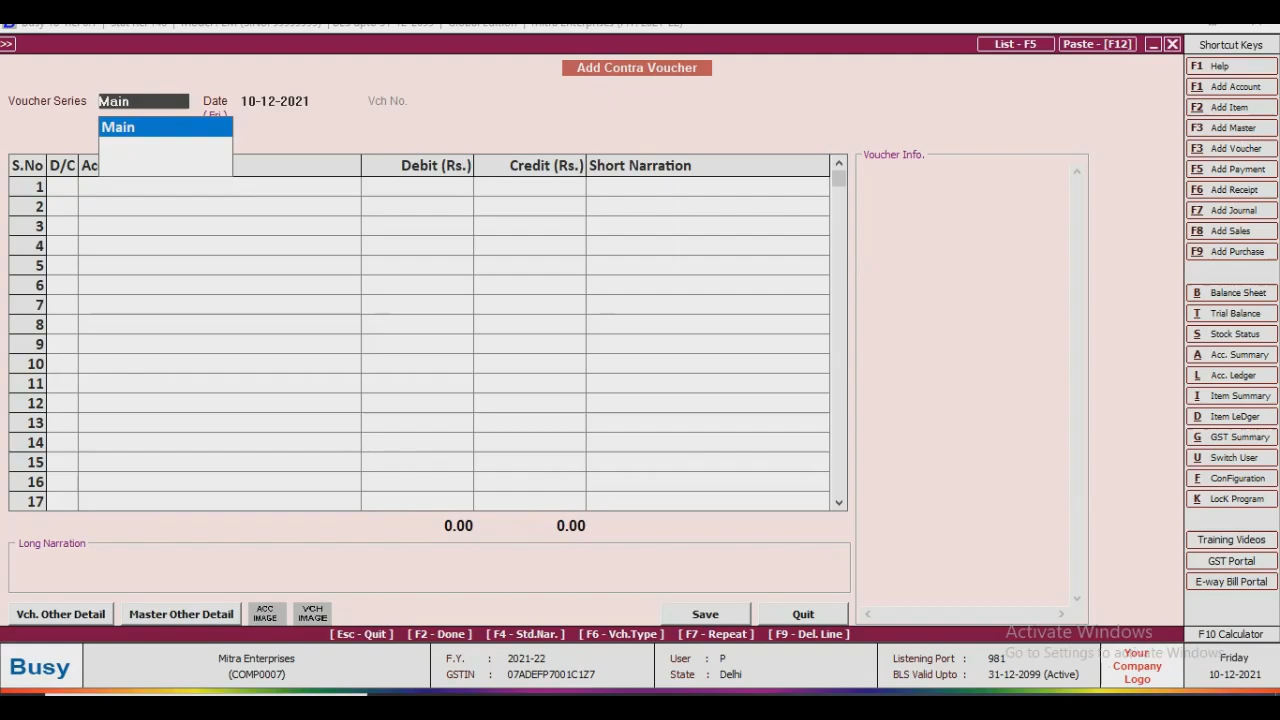 >> List - F5 Paste - [F12] Shortcut Keys
Add Contra Voucher
Voucher Series Main Date 10-12-2021 Vch No.
Main
S.No D/C Ac Debit (Rs.) Credit (Rs.) Short Narration
1
2
3
4
5
6
7
8
9
10
11
12
13
14
15
16
17
0.00 0.00
Long Narration
Voucher Info.
F1 Help
F1 Add Account
F2 Add Item
F3 Add Master
F3 Add Voucher
F5 Add Payment
F6 Add Receipt
F7 Add Journal
F8 Add Sales
F9 Add Purchase
B Balance Sheet
T Trial Balance
S Stock Status
A Acc. Summary
L Acc. Ledger
I Item Summary
D Item LeDger
G GST Summary
U Switch User
F ConFiguration
K LocK Program
Training Videos
GST Portal
E-way Bill Portal
Vch. Other Detail Master Other Detail ACC IMAGE VCH IMAGE Save Quit
[ Esc - Quit ] [ F2 - Done ] [ F4 - Std.Nar. ] [ F6 - Vch.Type ] [ F7 - Repeat ] [ F9 - Del. Line ] F10 Calculator
Activate Windows
Go to Settings to activate Windows.
Busy
Mitra Enterprises
(COMP0007)
F.Y. : 2021-22
GSTIN : 07ADEFP7001C1Z7
User : P
State : Delhi
Listening Port : 981
BLS Valid Upto : 31-12-2099 (Active)
Your
Company
Logo
Friday
10-12-2021